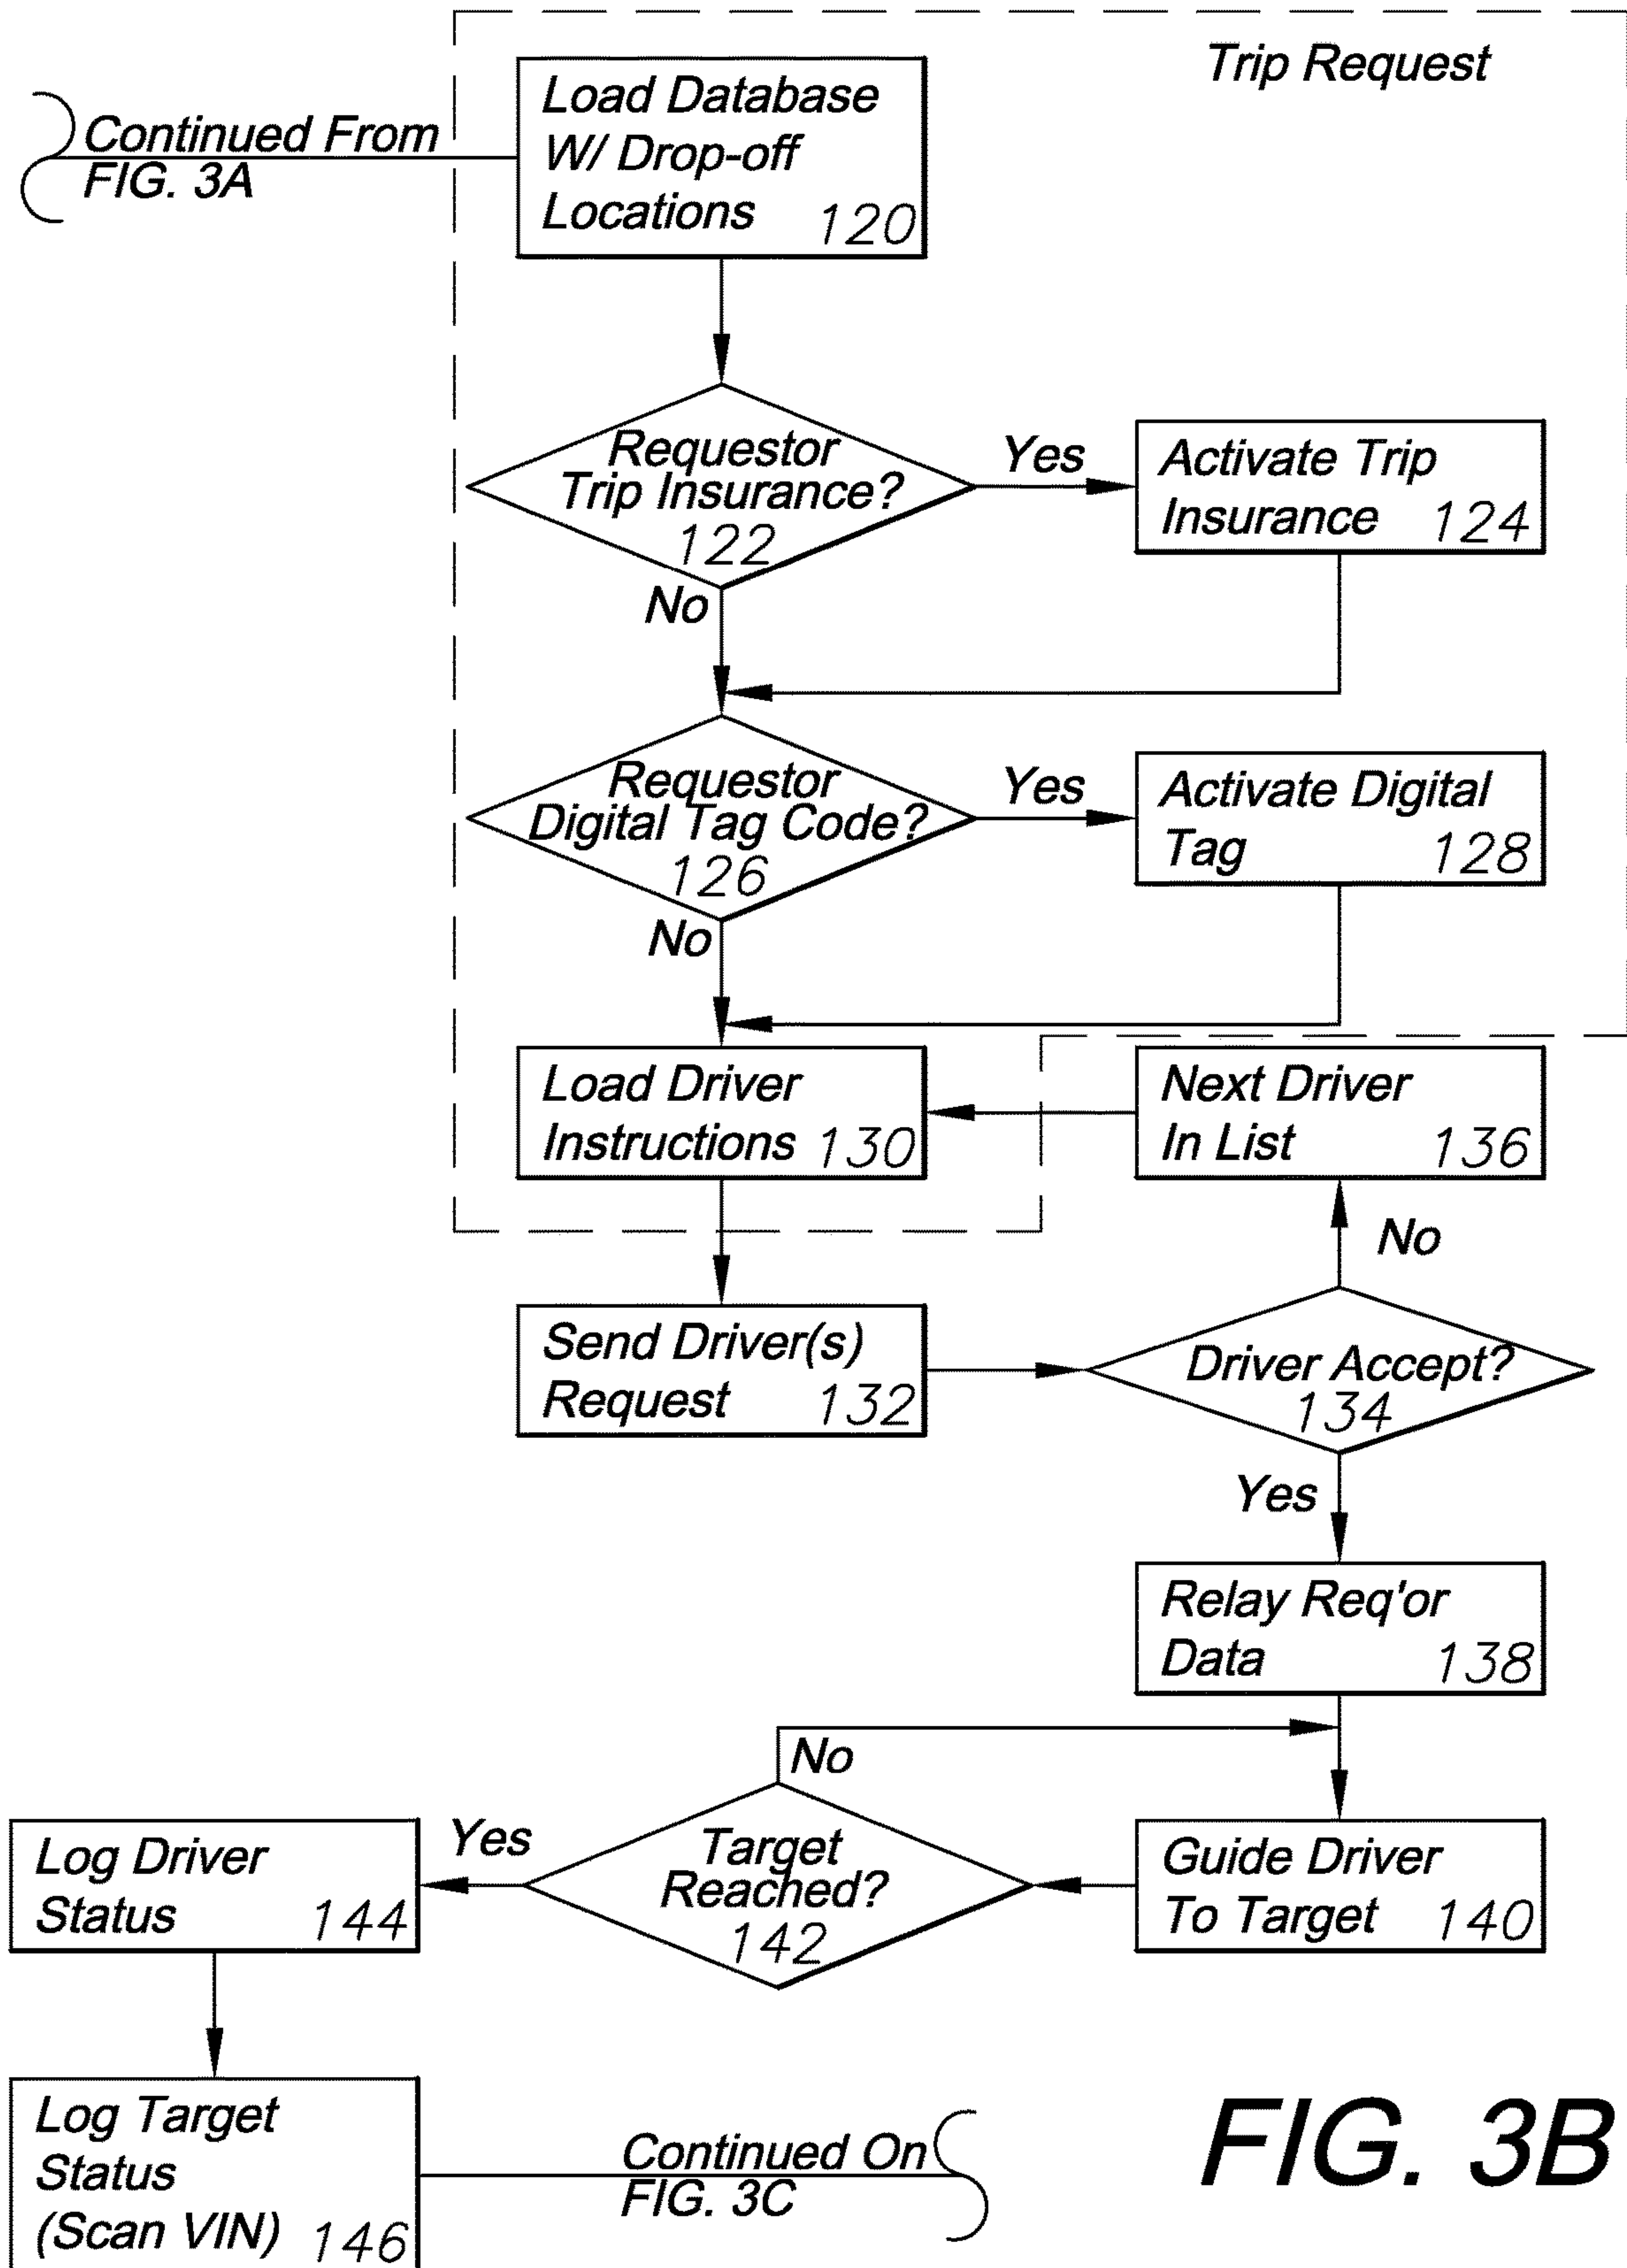 Trip Request
Continued From
FIG. 3A
Load Database
W/ Drop-off
Locations 120
Requestor
Trip Insurance?
122
Yes
Activate Trip
Insurance 124
No
Requestor
Digital Tag Code?
126
Yes
Activate Digital
Tag 128
No
Load Driver
Instructions 130
Next Driver
In List 136
No
Send Driver(s)
Request 132
Driver Accept?
134
Yes
Relay Req'or
Data 138
No
Log Driver
Status 144
Yes
Target
Reached?
142
Guide Driver
To Target 140
Log Target
Status
(Scan VIN) 146
Continued On
FIG. 3C
FIG. 3B